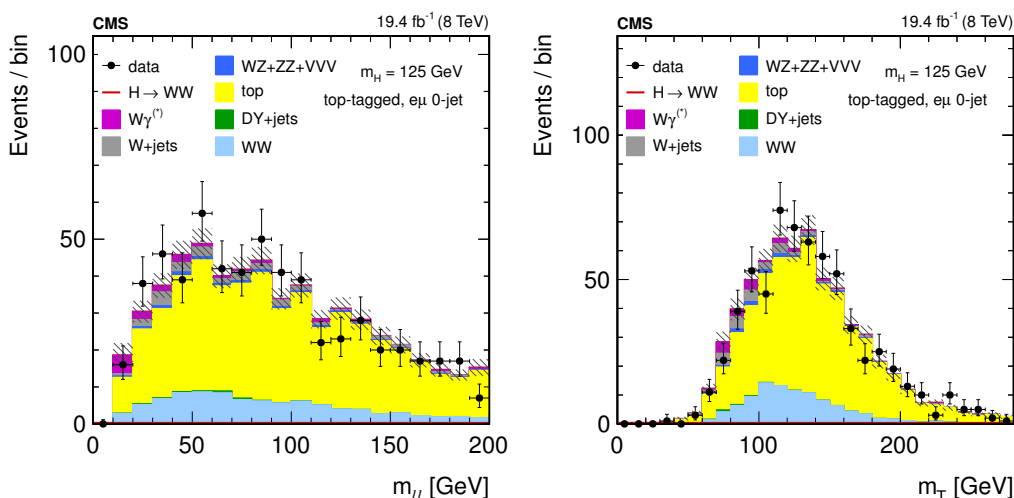 CMS 19.4 fb⁻¹ (8 TeV)
Events / bin
100
50
0
data
H → WW
Wγ(*)
W+jets
WZ+ZZ+VVV
top
DY+jets
WW
m_H = 125 GeV
top-tagged, eμ 0-jet
0 50 100 150 200
m_ll [GeV]
CMS 19.4 fb⁻¹ (8 TeV)
Events / bin
100
50
0
data
H → WW
Wγ(*)
W+jets
WZ+ZZ+VVV
top
DY+jets
WW
m_H = 125 GeV
top-tagged, eμ 0-jet
0 100 200
m_T [GeV]